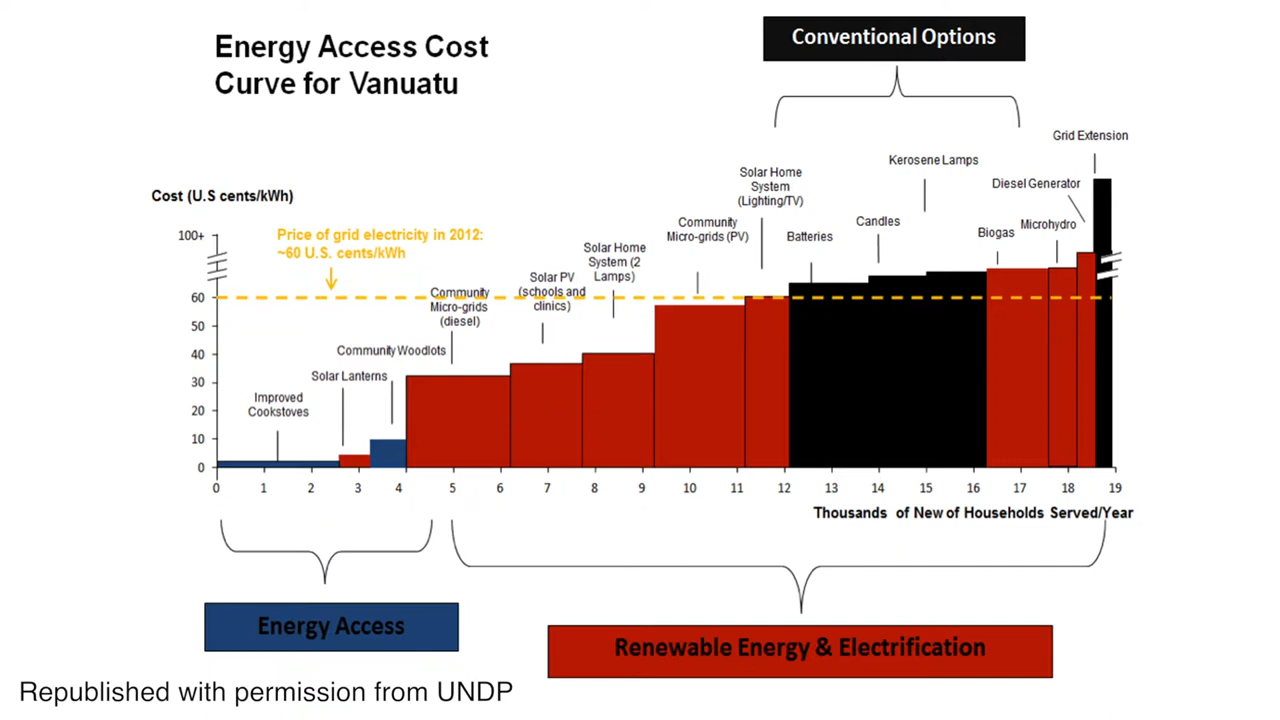 Energy Access Cost
Curve for Vanuatu
Conventional Options
Grid Extension
Kerosene Lamps
Solar Home
System
(Lighting/TV)
Diesel Generator
Cost (U.S cents/kWh)
Community
Micro-grids (PV)
Candles
Microhydro
Biogas
Batteries
100+
Price of grid electricity in 2012:
~60 U.S. cents/kWh
Solar Home
System (2
Lamps)
Solar PV
(schools and
clinics)
Community
Micro-grids
(diesel)
60
50
40
30
20
10
0
Community Woodlots
Solar Lanterns
Improved
Cookstoves
0 1 2 3 4 5 6 7 8 9 10 11 12 13 14 15 16 17 18 19
Thousands of New of Households Served/Year
Energy Access
Renewable Energy & Electrification
Republished with permission from UNDP